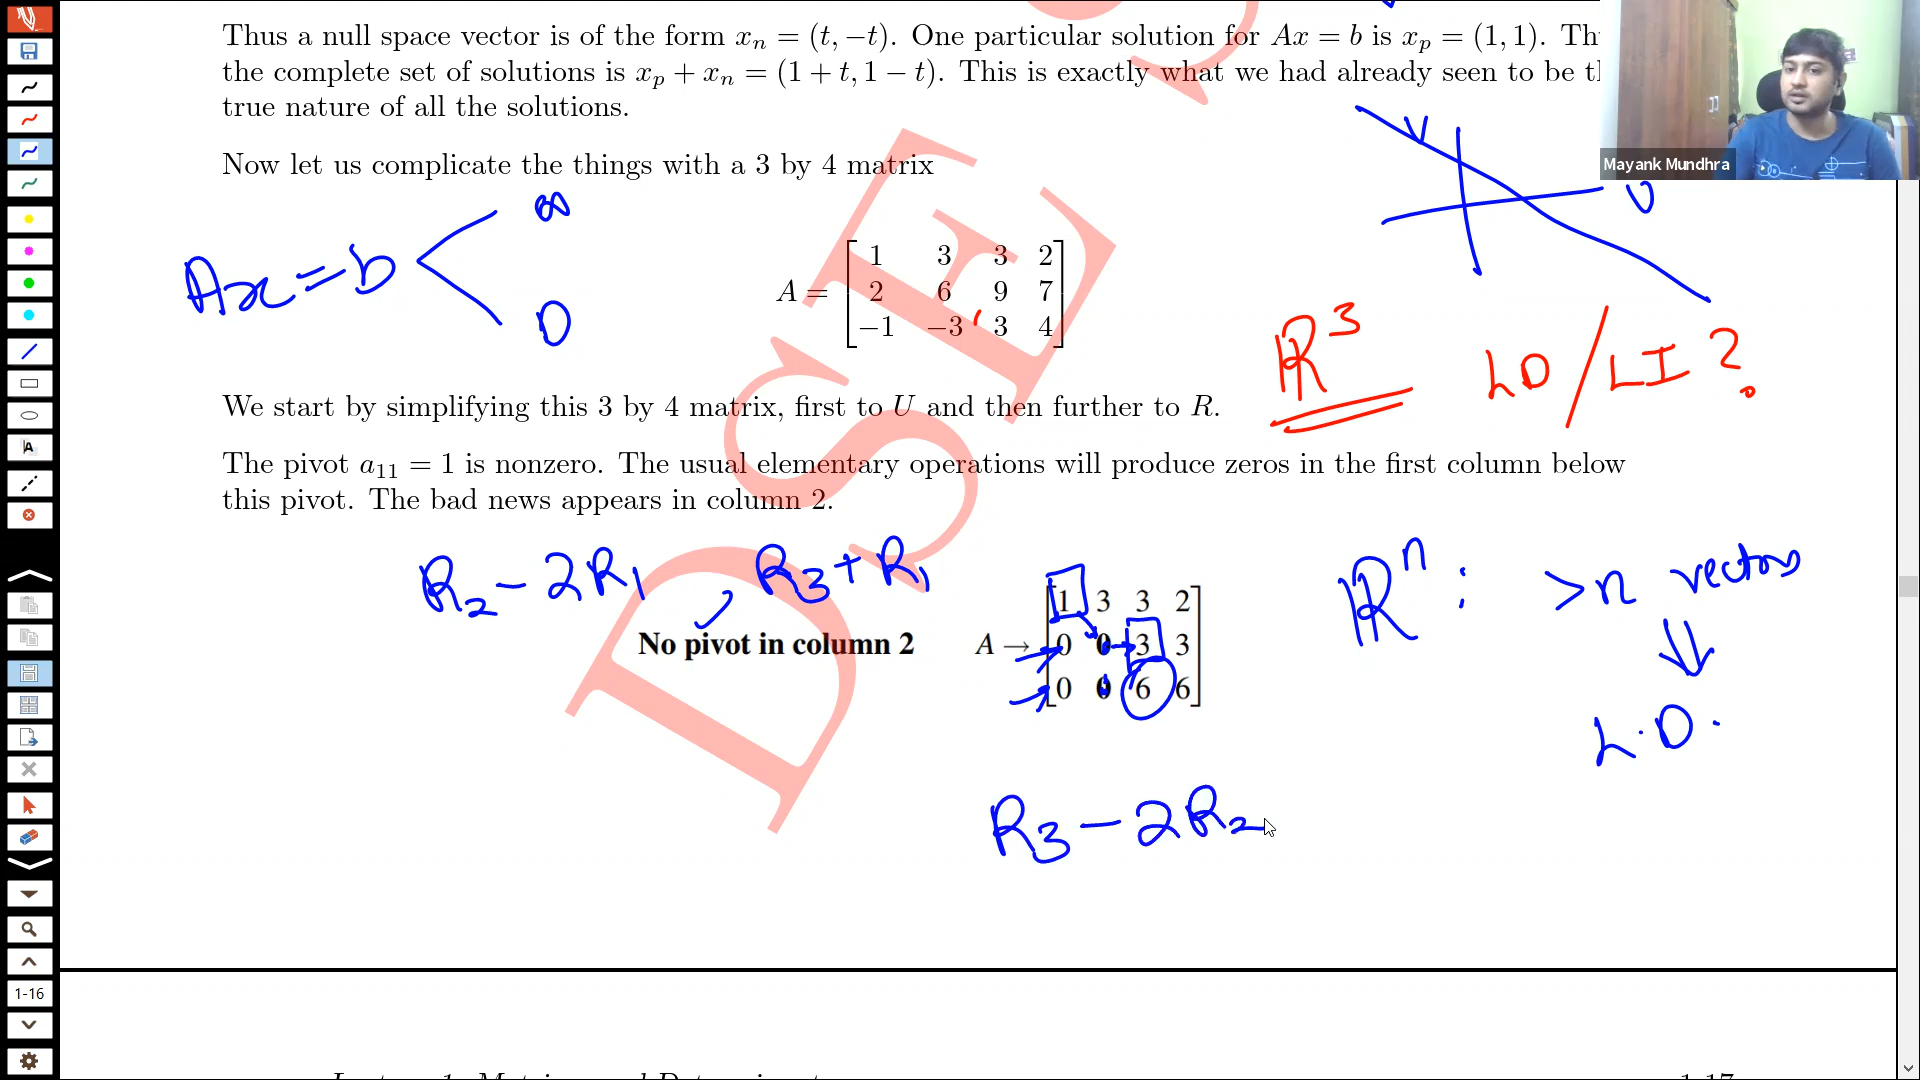 Thus a null space vector is of the form xₙ = (t, −t). One particular solution for Ax = b is xₚ = (1, 1).
the complete set of solutions is xₚ + xₙ = (1 + t, 1 − t). This is exactly what we had already seen to be
true nature of all the solutions.
Mayank Mundhra
Now let us complicate the things with a 3 by 4 matrix
Ax = b
∞
0
A =
1 3 3 2
2 6 9 7
−1 −3 3 4
ℝ³ LD/LI?
We start by simplifying this 3 by 4 matrix, first to U and then further to R.
The pivot a₁₁ = 1 is nonzero. The usual elementary operations will produce zeros in the first column below
this pivot. The bad news appears in column 2.
R₂ − 2R₁, R₃ + R₁
ℝⁿ : >n vectors
⇓
L.D.
No pivot in column 2 A →
1 3 3 2
0 0 3 3
0 0 6 6
R₃ − 2R₂
1-16
1-17
DSE